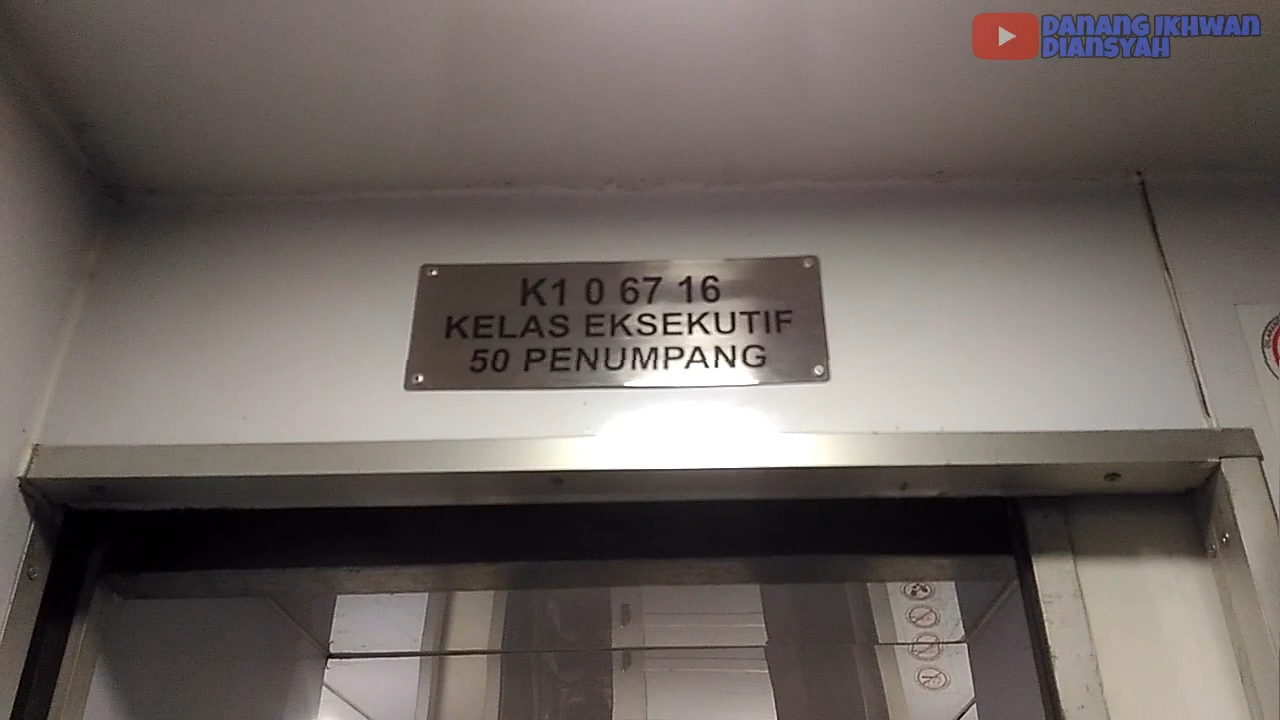 DANANG IKHWAN
DIANSYAH
K1 0 67 16
KELAS EKSEKUTIF
50 PENUMPANG